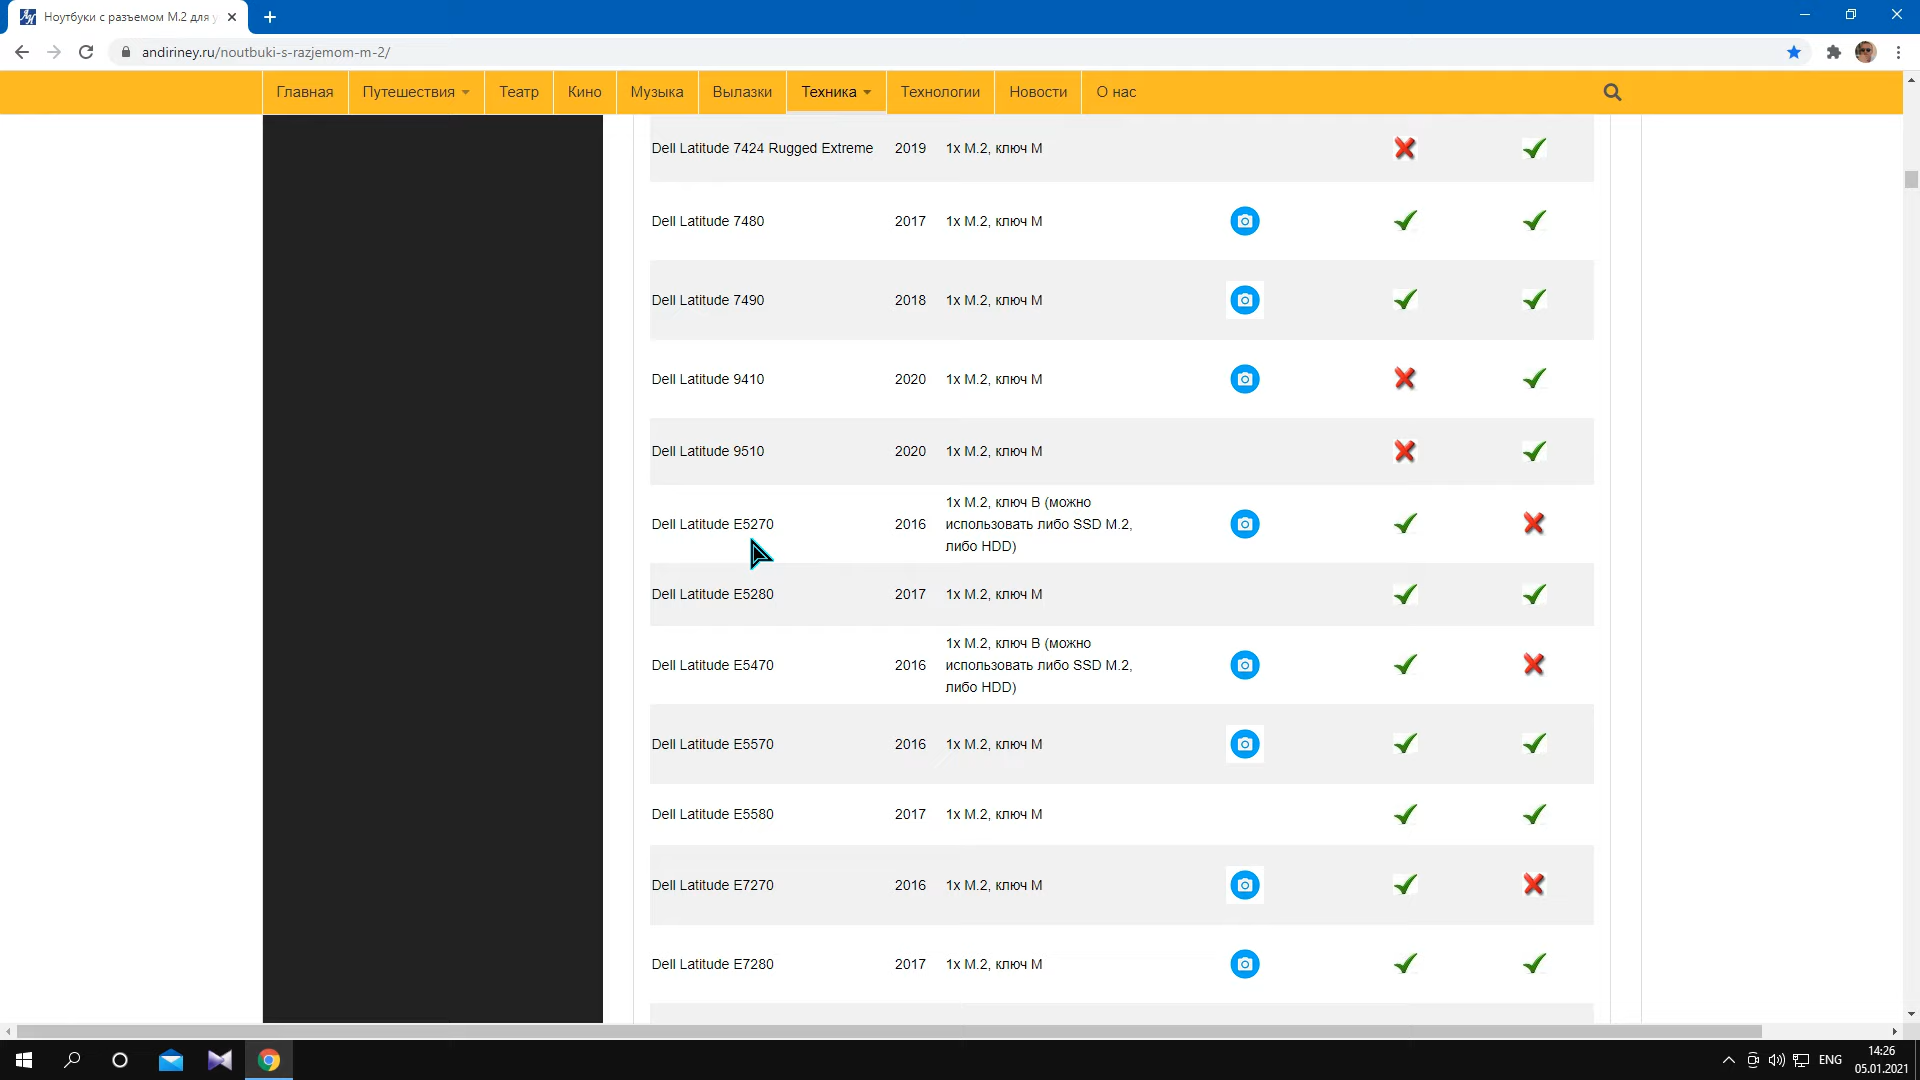 Ноутбуки с разъемом M.2 для у
andiriney.ru/noutbuki-s-razjemom-m-2/
Главная Путешествия Театр Кино Музыка Вылазки Техника Технологии Новости О нас
Dell Latitude 7424 Rugged Extreme 2019 1x M.2, ключ M
Dell Latitude 7480 2017 1x M.2, ключ M
Dell Latitude 7490 2018 1x M.2, ключ M
Dell Latitude 9410 2020 1x M.2, ключ M
Dell Latitude 9510 2020 1x M.2, ключ M
Dell Latitude E5270 2016 1x M.2, ключ B (можно
использовать либо SSD M.2,
либо HDD)
Dell Latitude E5280 2017 1x M.2, ключ M
Dell Latitude E5470 2016 1x M.2, ключ B (можно
использовать либо SSD M.2,
либо HDD)
Dell Latitude E5570 2016 1x M.2, ключ M
Dell Latitude E5580 2017 1x M.2, ключ M
Dell Latitude E7270 2016 1x M.2, ключ M
Dell Latitude E7280 2017 1x M.2, ключ M
ENG
14:26
05.01.2021